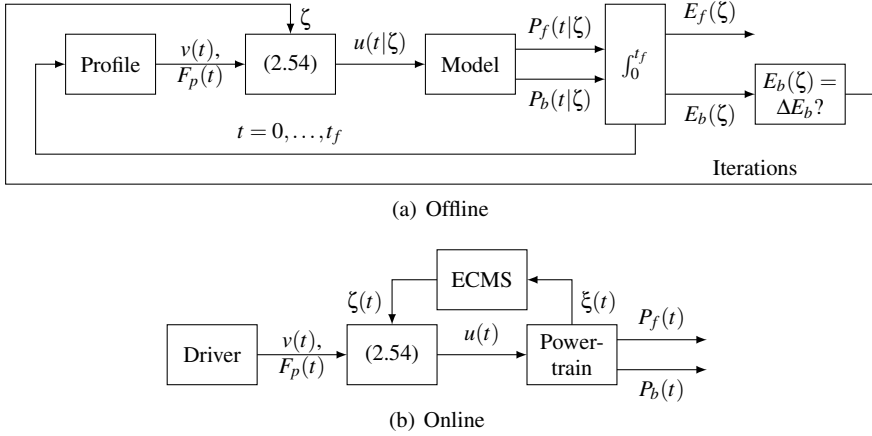 ζ
v(t),
F_p(t)
u(t|ζ)
P_f(t|ζ)
P_b(t|ζ)
E_f(ζ)
E_b(ζ)
Profile
(2.54)
Model
∫_0^{t_f}
E_b(ζ) =
ΔE_b?
t = 0,...,t_f
Iterations
(a) Offline
ECMS
ζ(t)
ξ(t)
Driver
v(t),
F_p(t)
(2.54)
u(t)
Power-
train
P_f(t)
P_b(t)
(b) Online